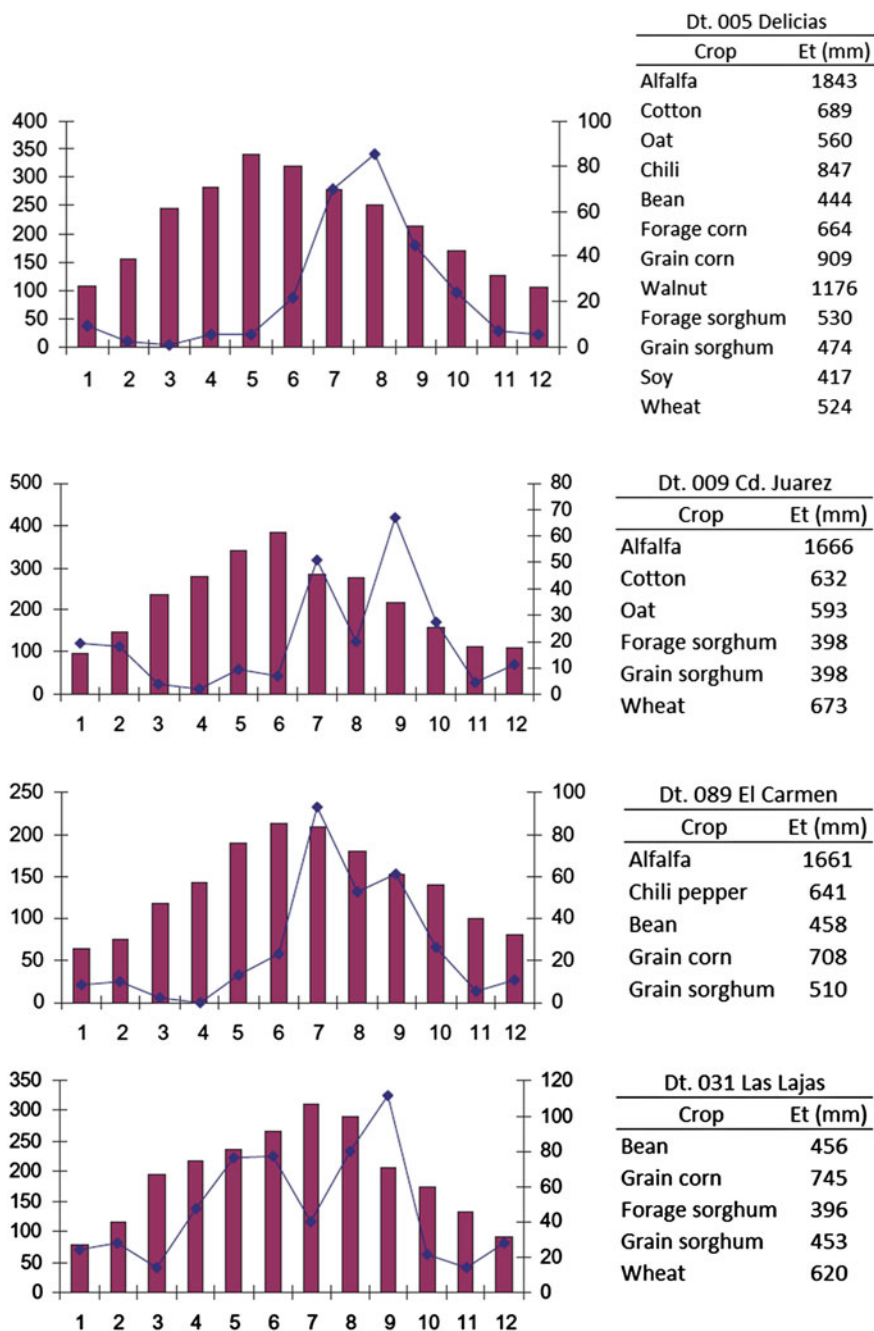 Dt. 005 Delicias
Crop Et (mm)
Alfalfa 1843
Cotton 689
Oat 560
Chili 847
Bean 444
Forage corn 664
Grain corn 909
Walnut 1176
Forage sorghum 530
Grain sorghum 474
Soy 417
Wheat 524
400 100
350
300 80
250 60
200
150 40
100 20
50
0 0
1 2 3 4 5 6 7 8 9 10 11 12
Dt. 009 Cd. Juarez
Crop Et (mm)
Alfalfa 1666
Cotton 632
Oat 593
Forage sorghum 398
Grain sorghum 398
Wheat 673
500 80
70
400 60
300 50
40
200 30
100 20
10
0 0
1 2 3 4 5 6 7 8 9 10 11 12
Dt. 089 El Carmen
Crop Et (mm)
Alfalfa 1661
Chili pepper 641
Bean 458
Grain corn 708
Grain sorghum 510
250 100
200 80
150 60
100 40
50 20
0 0
1 2 3 4 5 6 7 8 9 10 11 12
Dt. 031 Las Lajas
Crop Et (mm)
Bean 456
Grain corn 745
Forage sorghum 396
Grain sorghum 453
Wheat 620
350 120
300 100
250 80
200
150 60
100 40
50 20
0 0
1 2 3 4 5 6 7 8 9 10 11 12